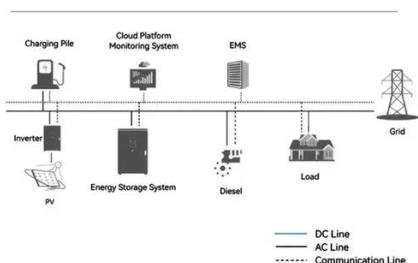 Charging Pile
Cloud Platform
Monitoring System
EMS
Grid
Inverter
PV
Energy Storage System
Diesel
Load
DC Line
AC Line
Communication Line